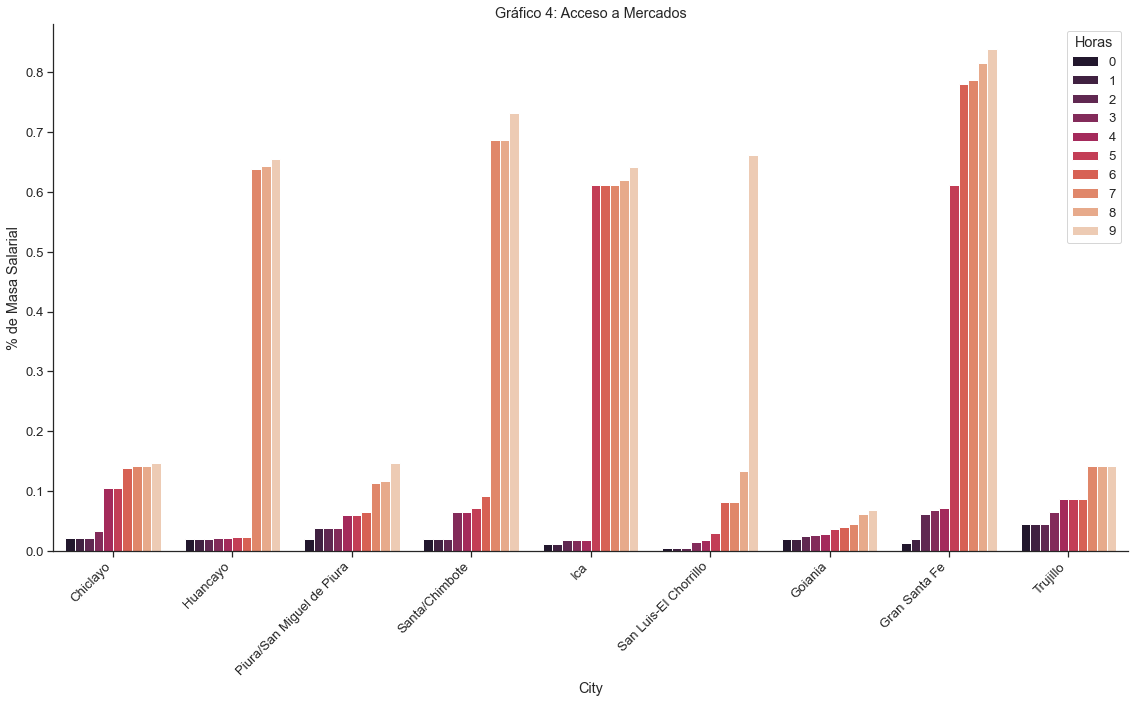 Gráfico 4: Acceso a Mercados
Horas
0
1
2
3
4
5
6
7
8
9
% de Masa Salarial
0.8
0.7
0.6
0.5
0.4
0.3
0.2
0.1
0.0
Chiclayo
Huancayo
Piura/San Miguel de Piura
Santa/Chimbote
Ica
San Luis-El Chorrillo
Goiania
Gran Santa Fe
Trujillo
City